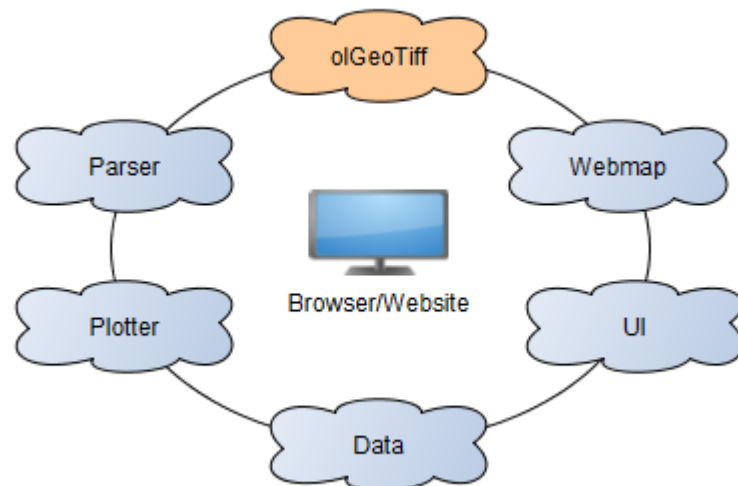 olGeoTiff
Parser
Webmap
Browser/Website
Plotter
UI
Data